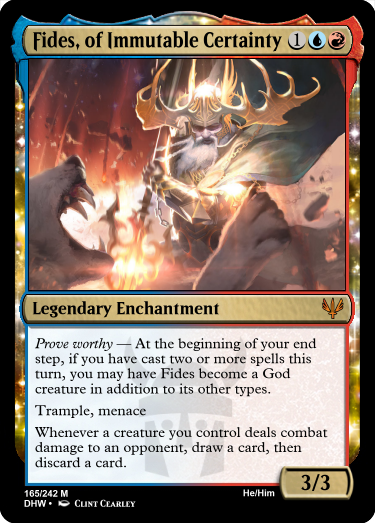 Fides, of Immutable Certainty 1
Legendary Enchantment
Prove worthy — At the beginning of your end
step, if you have cast two or more spells this
turn, you may have Fides become a God
creature in addition to its other types.
Trample, menace
Whenever a creature you control deals combat
damage to an opponent, draw a card, then
discard a card.
3/3
165/242 M
He/Him
DHW • Clint Cearley